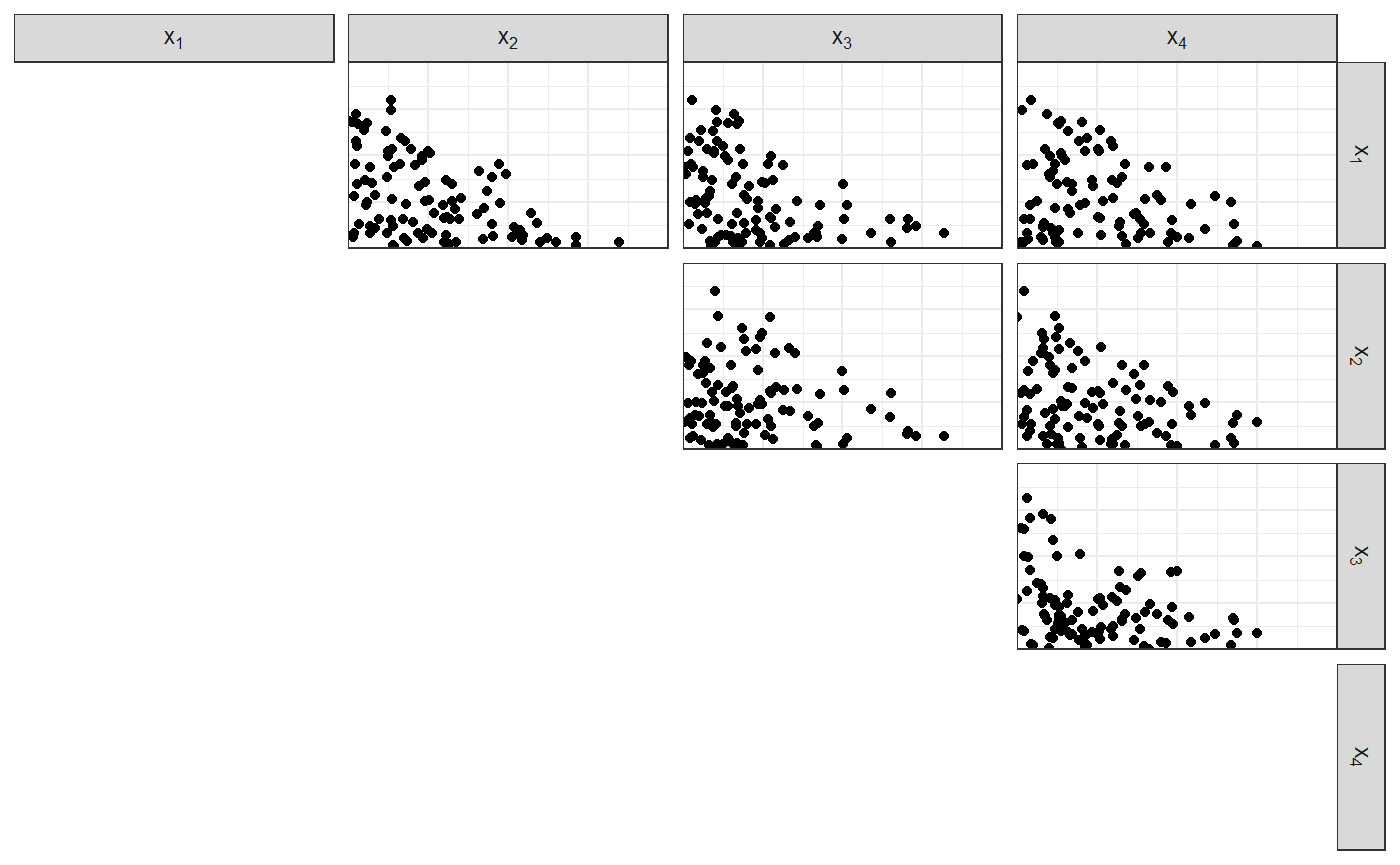 x₁ x₂ x₃ x₄
x₁
x₂
x₃
x₄